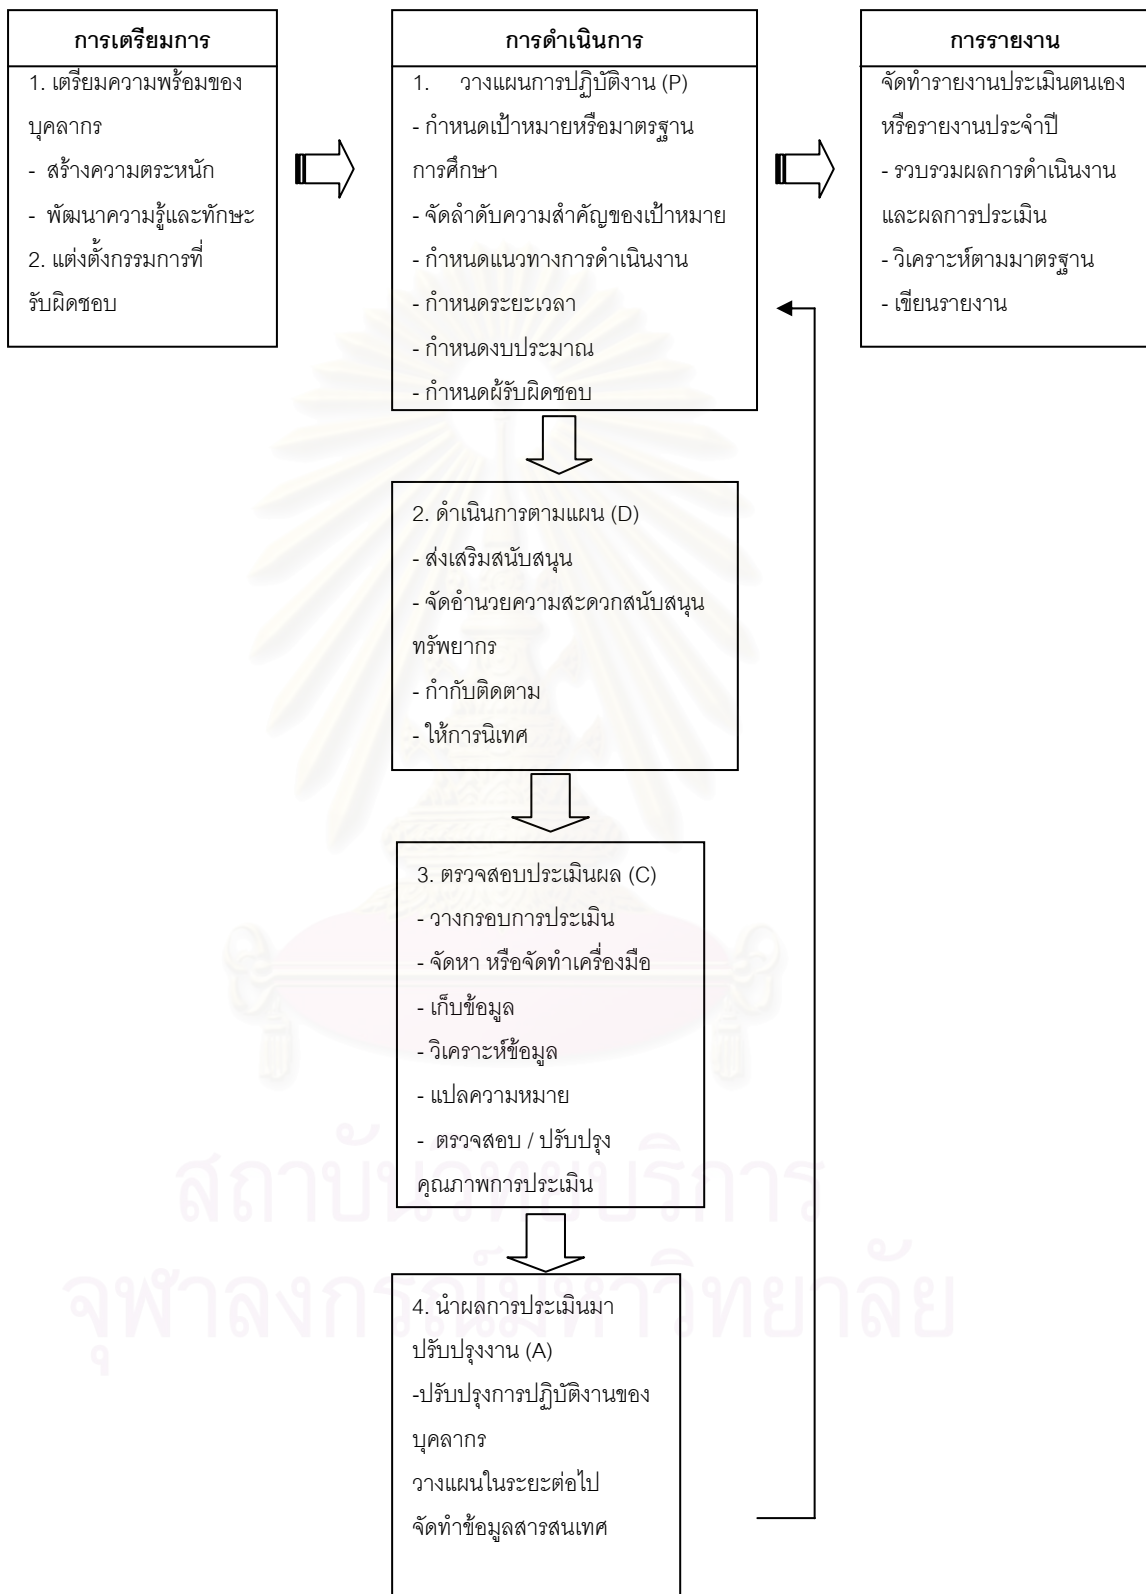 การเตรียมการ
1. เตรียมความพร้อมของ
บุคลากร
- สร้างความตระหนัก
- พัฒนาความรู้และทักษะ
2. แต่งตั้งกรรมการที่
รับผิดชอบ
การดำเนินการ
1. วางแผนการปฏิบัติงาน (P)
- กำหนดเป้าหมายหรือมาตรฐาน
การศึกษา
- จัดลำดับความสำคัญของเป้าหมาย
- กำหนดแนวทางการดำเนินงาน
- กำหนดระยะเวลา
- กำหนดงบประมาณ
- กำหนดผู้รับผิดชอบ
การรายงาน
จัดทำรายงานประเมินตนเอง
หรือรายงานประจำปี
- รวบรวมผลการดำเนินงาน
และผลการประเมิน
- วิเคราะห์ตามมาตรฐาน
- เขียนรายงาน
2. ดำเนินการตามแผน (D)
- ส่งเสริมสนับสนุน
- จัดอำนวยความสะดวกสนับสนุน
ทรัพยากร
- กำกับติดตาม
- ให้การนิเทศ
3. ตรวจสอบประเมินผล (C)
- วางกรอบการประเมิน
- จัดหา หรือจัดทำเครื่องมือ
- เก็บข้อมูล
- วิเคราะห์ข้อมูล
- แปลความหมาย
- ตรวจสอบ / ปรับปรุง
คุณภาพการประเมิน
4. นำผลการประเมินมา
ปรับปรุงงาน (A)
-ปรับปรุงการปฏิบัติงานของ
บุคลากร
วางแผนในระยะต่อไป
จัดทำข้อมูลสารสนเทศ
สถาบันวิทยบริการ
จุฬาลงกรณ์มหาวิทยาลัย